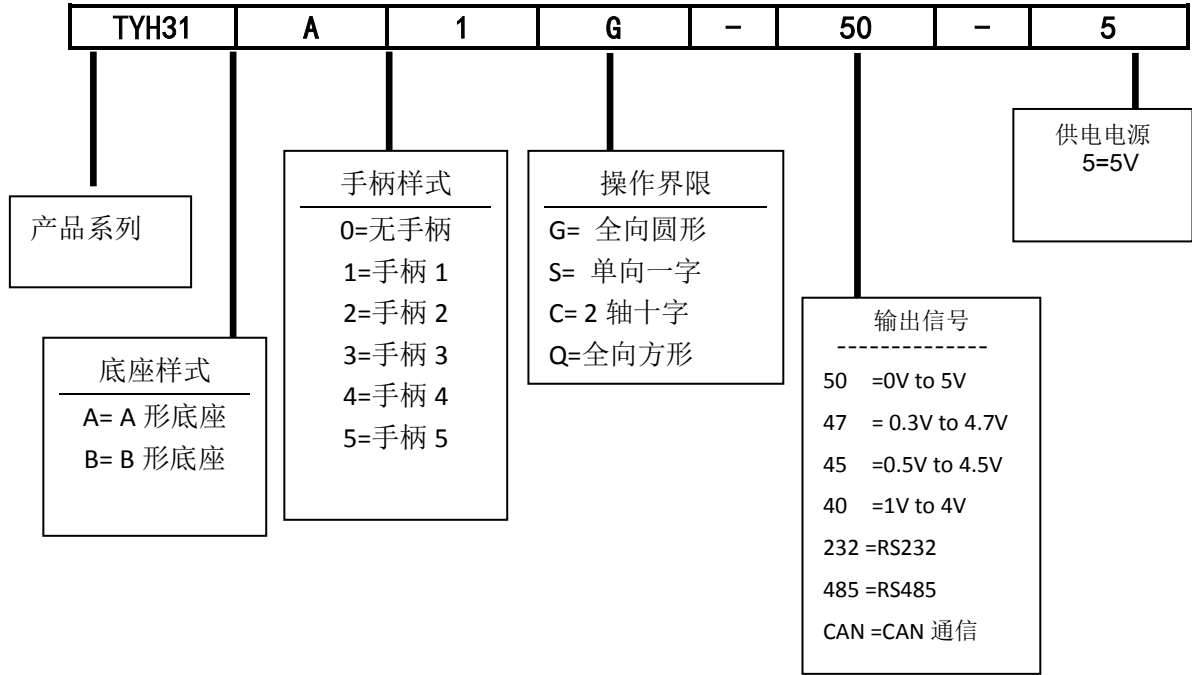 TYH31 A 1 G - 50 - 5
产品系列
底座样式
A= A 形底座
B= B 形底座
手柄样式
0=无手柄
1=手柄 1
2=手柄 2
3=手柄 3
4=手柄 4
5=手柄 5
操作界限
G= 全向圆形
S= 单向一字
C= 2 轴十字
Q=全向方形
输出信号
--------------
50 =0V to 5V
47 = 0.3V to 4.7V
45 =0.5V to 4.5V
40 =1V to 4V
232 =RS232
485 =RS485
CAN =CAN 通信
供电电源
5=5V